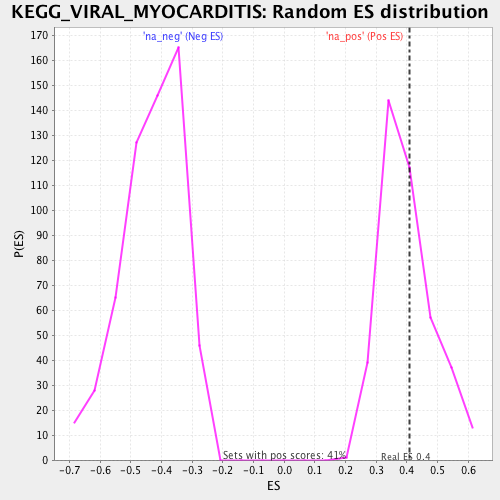 KEGG_VIRAL_MYOCARDITIS: Random ES distribution
'na_neg' (Neg ES) 'na_pos' (Pos ES)
170
160
150
140
130
120
110
100
90
80
70
60
50
40
30
20
10
0
P(ES)
Sets with pos scores: 41%
Real ES 0.4
-0.7 -0.6 -0.5 -0.4 -0.3 -0.2 -0.1 0.0 0.1 0.2 0.3 0.4 0.5 0.6
ES